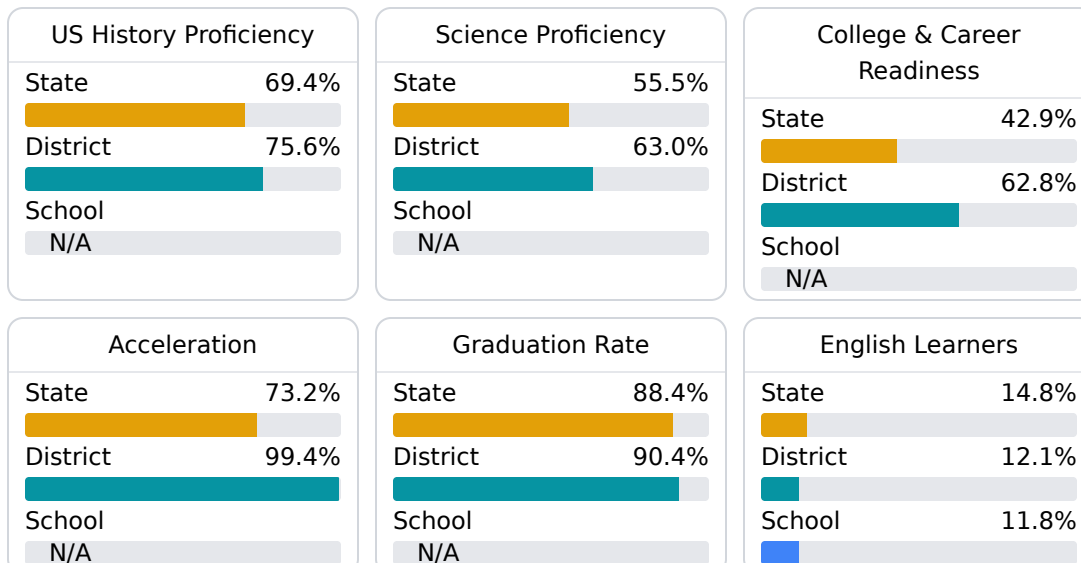 US History Proficiency
State 69.4%
District 75.6%
School
N/A
Science Proficiency
State 55.5%
District 63.0%
School
N/A
College & Career
Readiness
State 42.9%
District 62.8%
School
N/A
Acceleration
State 73.2%
District 99.4%
School
N/A
Graduation Rate
State 88.4%
District 90.4%
School
N/A
English Learners
State 14.8%
District 12.1%
School 11.8%